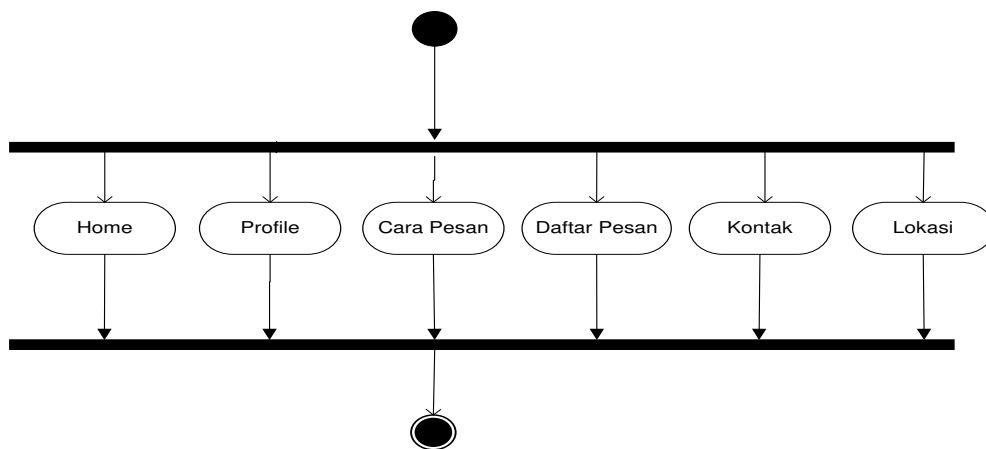 Home
Profile
Cara Pesan
Daftar Pesan
Kontak
Lokasi